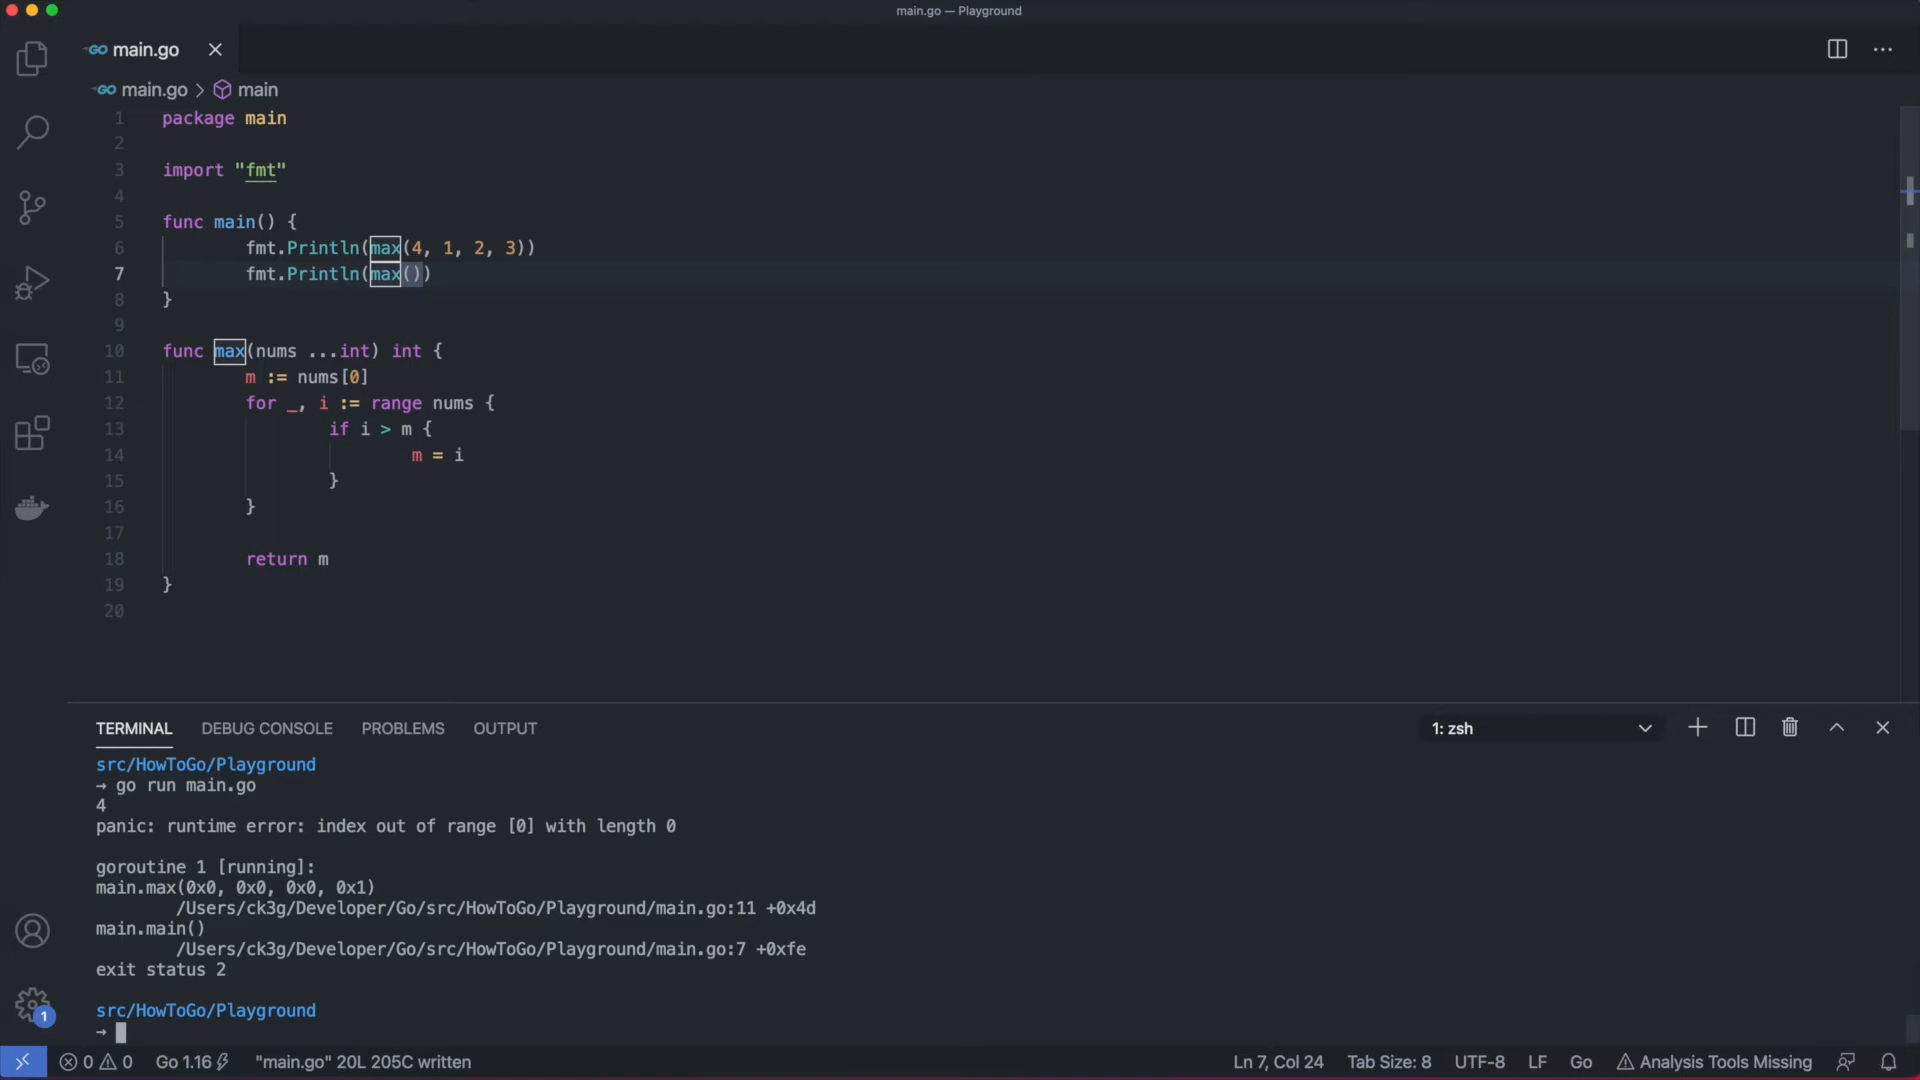 main.go — Playground
GO main.go
GO main.go > main
1 package main
2
3 import "fmt"
4
5 func main() {
6 fmt.Println(max(4, 1, 2, 3))
7 fmt.Println(max())
8 }
9
10 func max(nums ...int) int {
11 m := nums[0]
12 for _, i := range nums {
13 if i > m {
14 m = i
15 }
16 }
17
18 return m
19 }
20
TERMINAL DEBUG CONSOLE PROBLEMS OUTPUT 1: zsh
src/HowToGo/Playground
→ go run main.go
4
panic: runtime error: index out of range [0] with length 0
goroutine 1 [running]:
main.max(0x0, 0x0, 0x0, 0x1)
/Users/ck3g/Developer/Go/src/HowToGo/Playground/main.go:11 +0x4d
main.main()
/Users/ck3g/Developer/Go/src/HowToGo/Playground/main.go:7 +0xfe
exit status 2
src/HowToGo/Playground
→
1
0 0 Go 1.16 "main.go" 20L 205C written Ln 7, Col 24 Tab Size: 8 UTF-8 LF Go Analysis Tools Missing